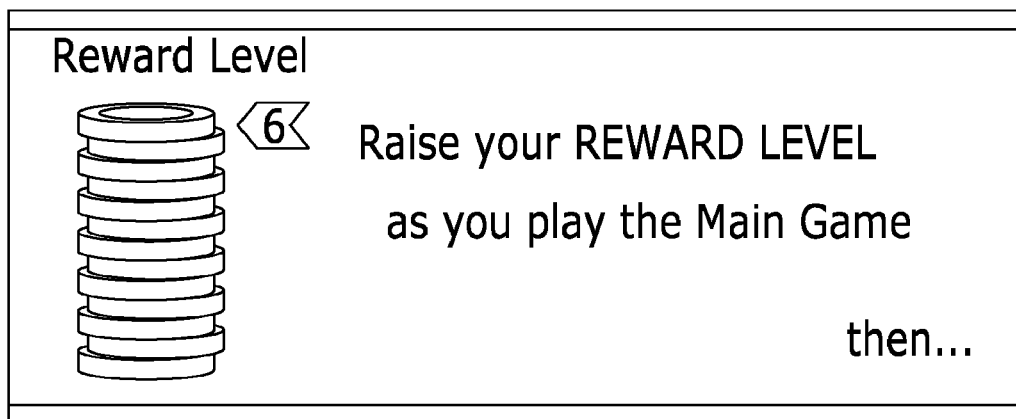 Reward Level
6
Raise your REWARD LEVEL
as you play the Main Game
then...